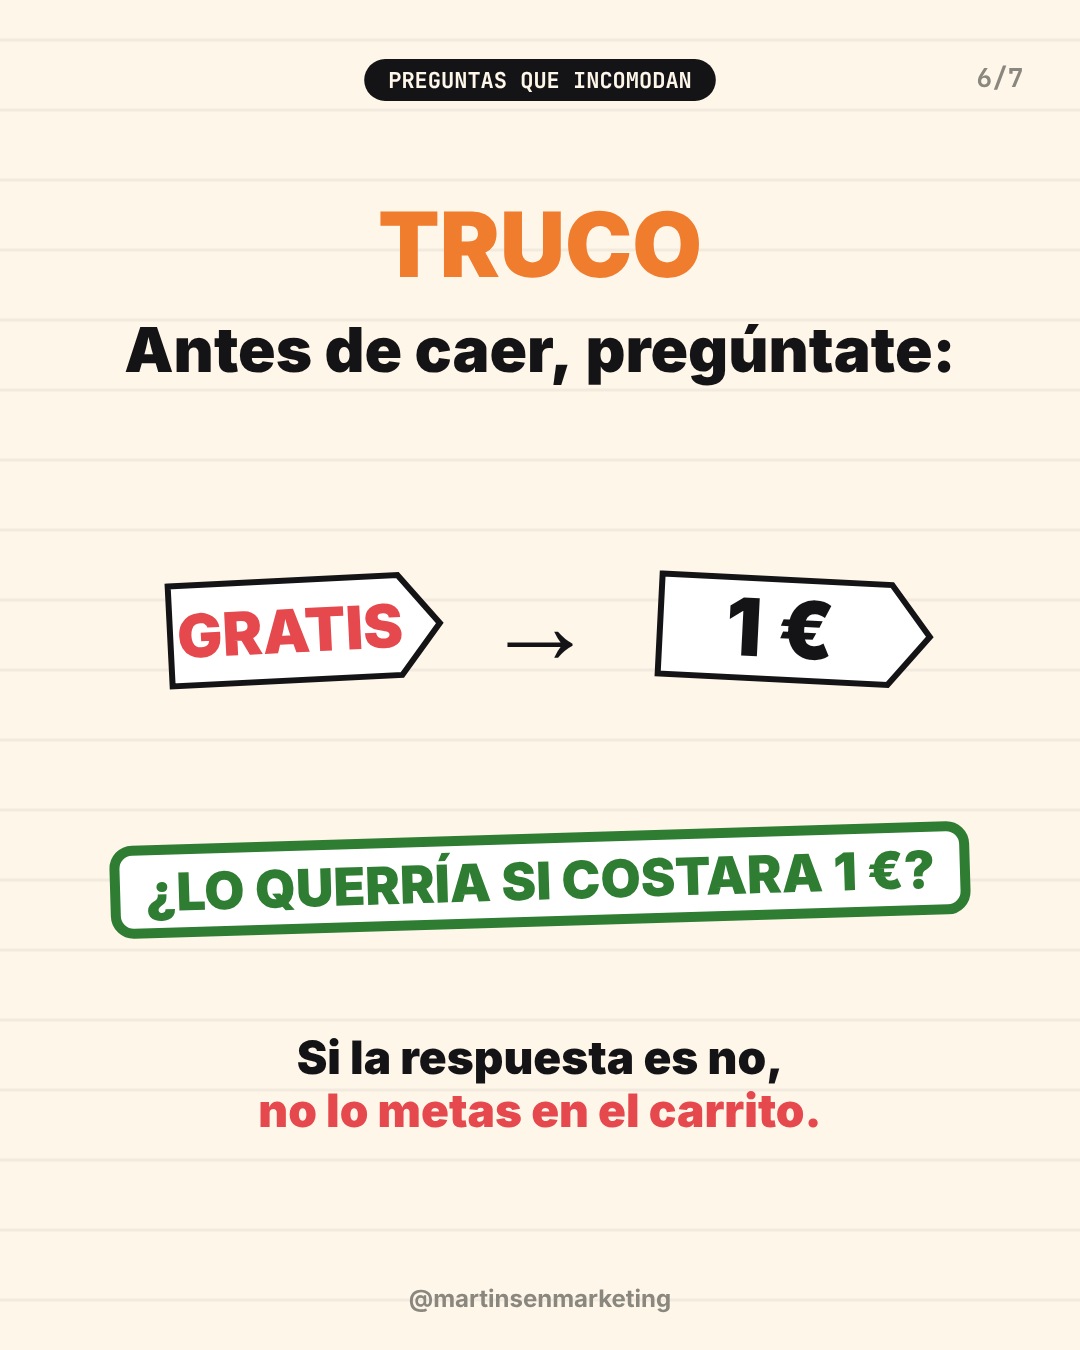 PREGUNTAS QUE INCOMODAN
6/7
TRUCO
Antes de caer, pregúntate:
GRATIS → 1 €
¿LO QUERRÍA SI COSTARA 1 €?
Si la respuesta es no,
no lo metas en el carrito.
@martinsenmarketing